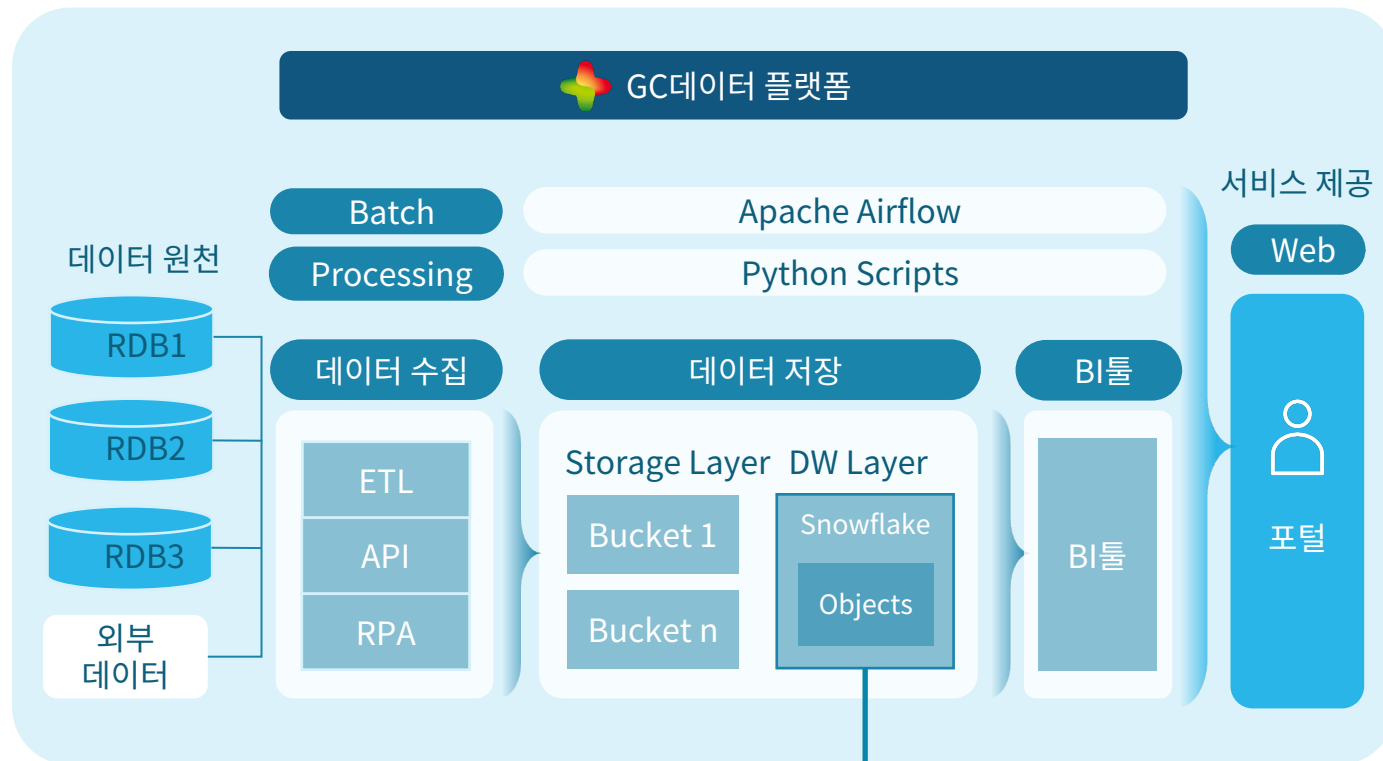 GC데이터 플랫폼
서비스 제공
Batch
Apache Airflow
데이터 원천
Web
Processing
Python Scripts
RDB1
데이터 수집
데이터 저장
BI툴
RDB2
Storage Layer
DW Layer
ETL
Bucket 1
Snowflake
포털
RDB3
API
BI툴
Objects
외부
데이터
RPA
Bucket n